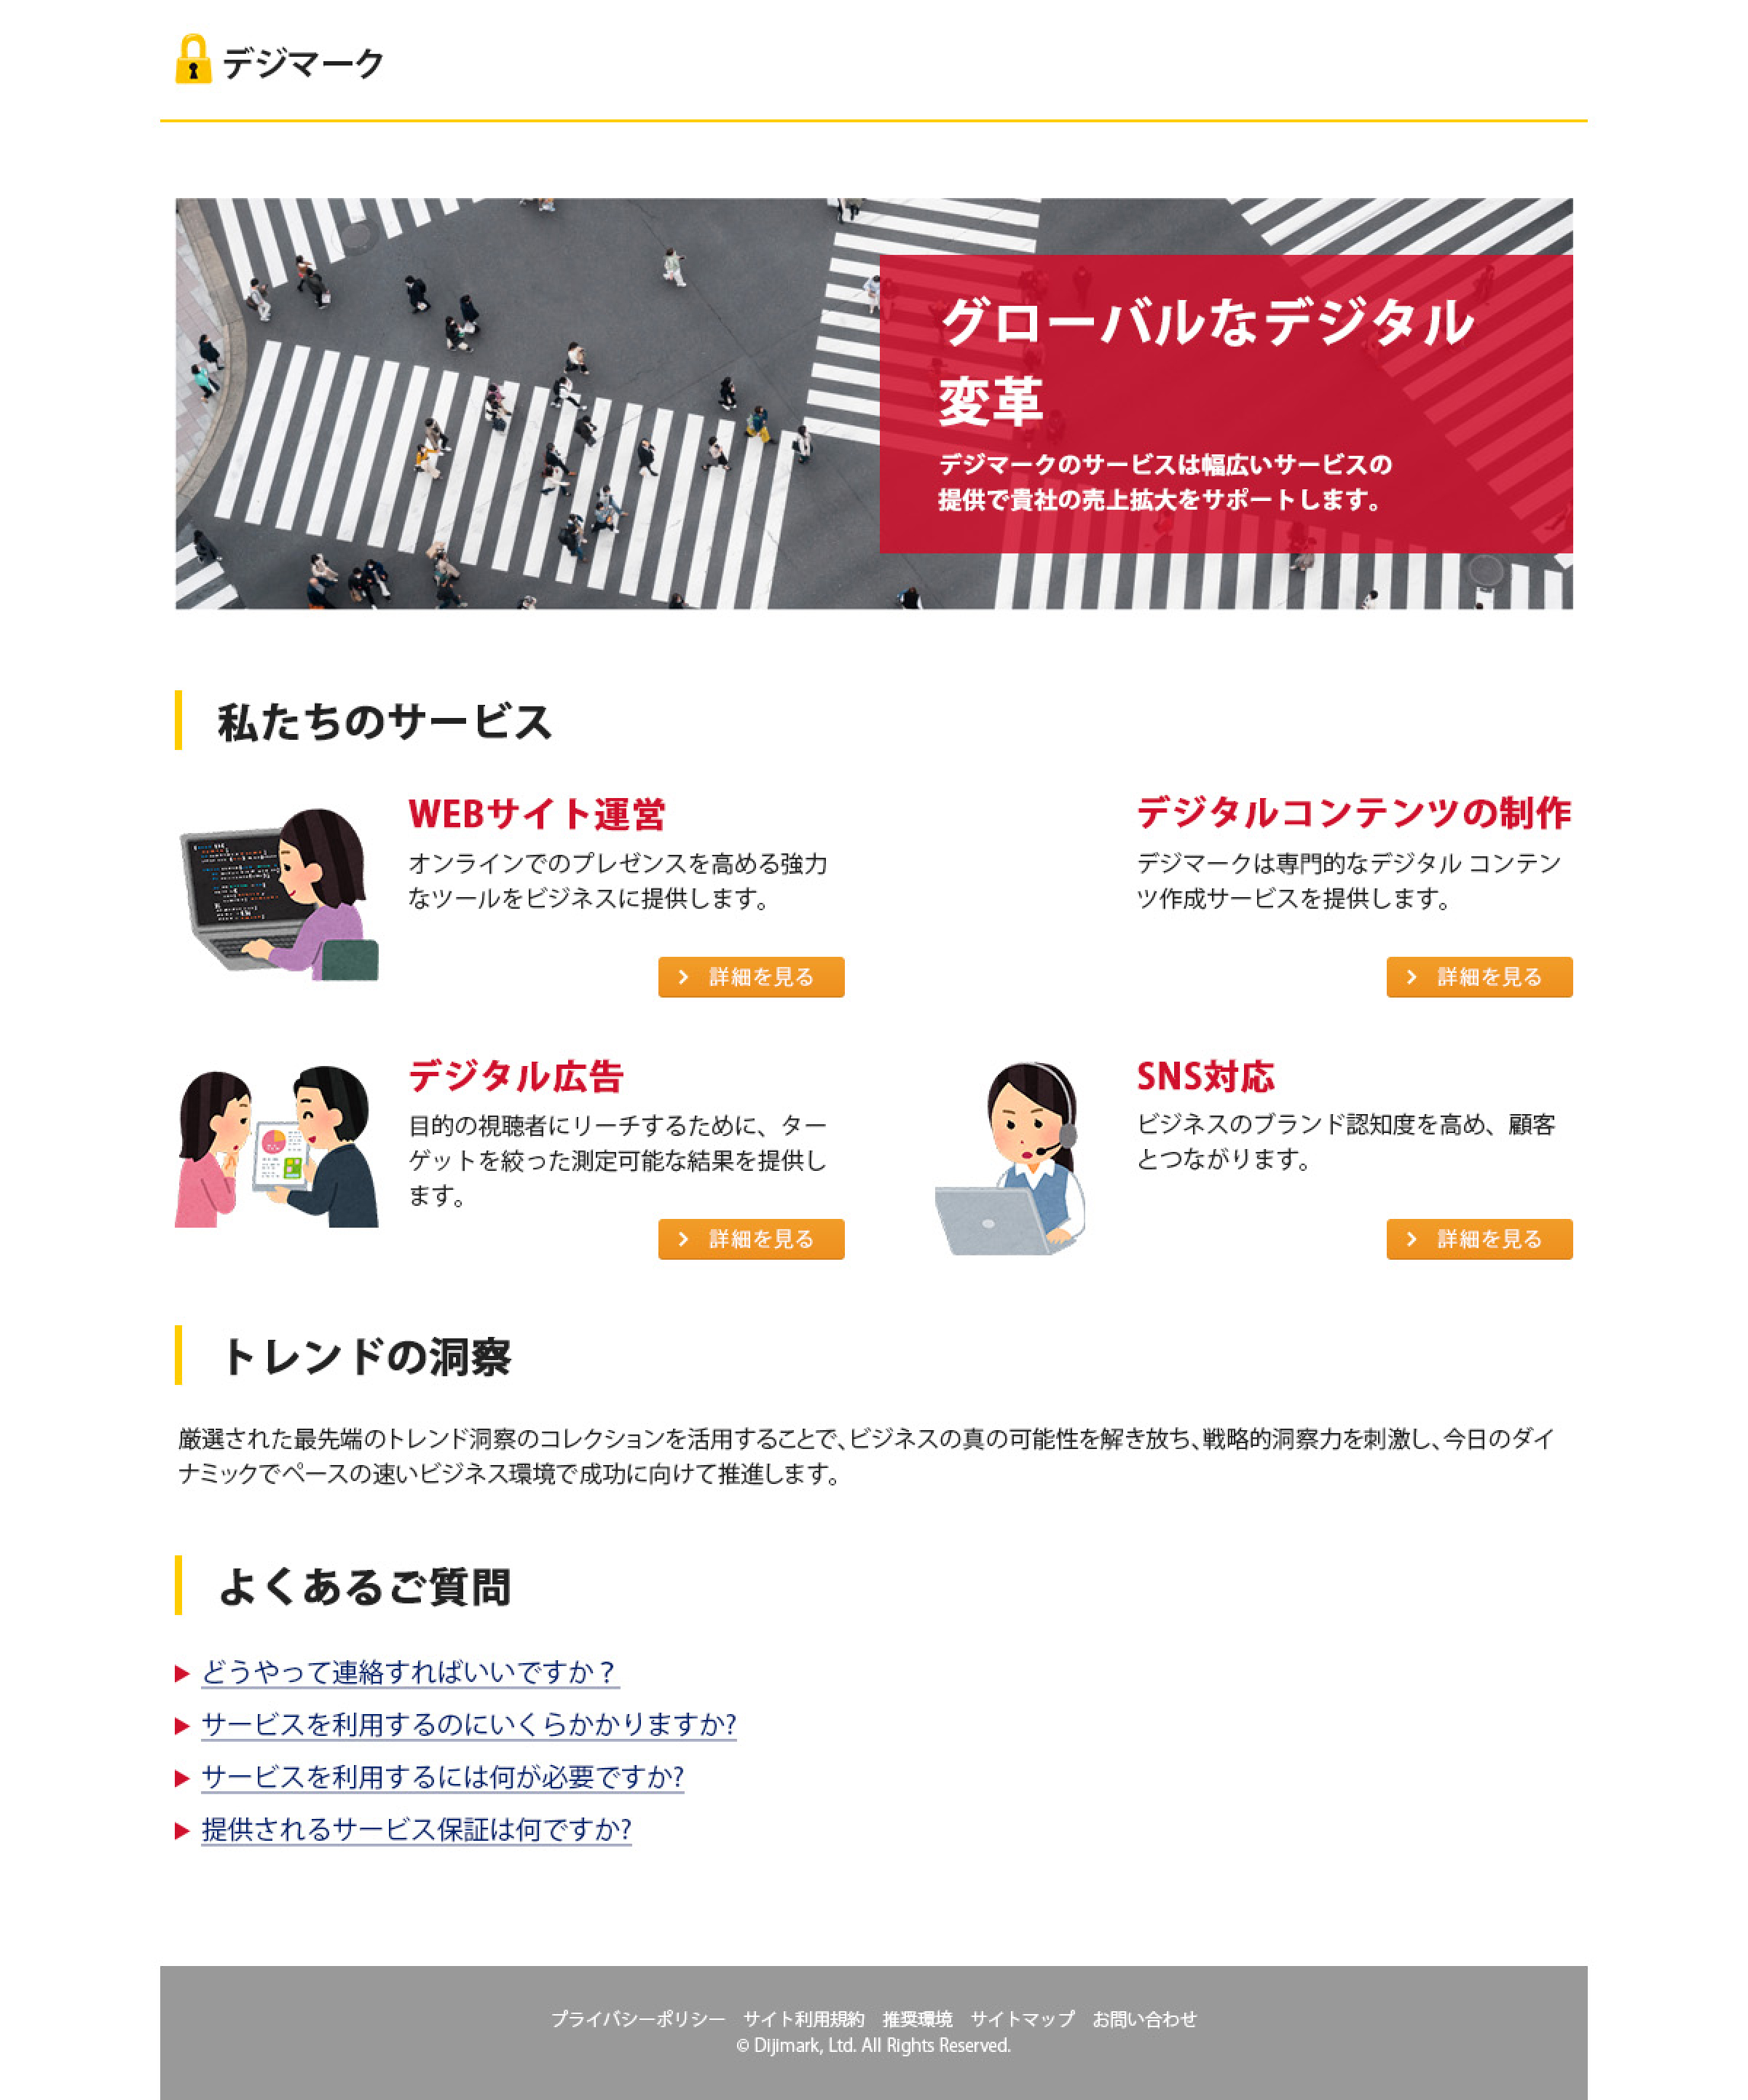 デジマーク
グローバルなデジタル
変革
デジマークのサービスは幅広いサービスの
提供で貴社の売上拡大をサポートします。
私たちのサービス
WEBサイト運営
オンラインでのプレゼンスを高める強力
なツールをビジネスに提供します。
詳細を見る
デジタルコンテンツの制作
デジマークは専門的なデジタル コンテン
ツ作成サービスを提供します。
詳細を見る
デジタル広告
目的の視聴者にリーチするために、ター
ゲットを絞った測定可能な結果を提供し
ます。
詳細を見る
SNS対応
ビジネスのブランド認知度を高め、顧客
とつながります。
詳細を見る
トレンドの洞察
厳選された最先端のトレンド洞察のコレクションを活用することで、ビジネスの真の可能性を解き放ち、戦略的洞察力を刺激し、今日のダイ
ナミックでペースの速いビジネス環境で成功に向けて推進します。
よくあるご質問
どうやって連絡すればいいですか？
サービスを利用するのにいくらかかりますか?
サービスを利用するには何が必要ですか?
提供されるサービス保証は何ですか?
プライバシーポリシー サイト利用規約 推奨環境 サイトマップ お問い合わせ
© Dijimark, Ltd. All Rights Reserved.